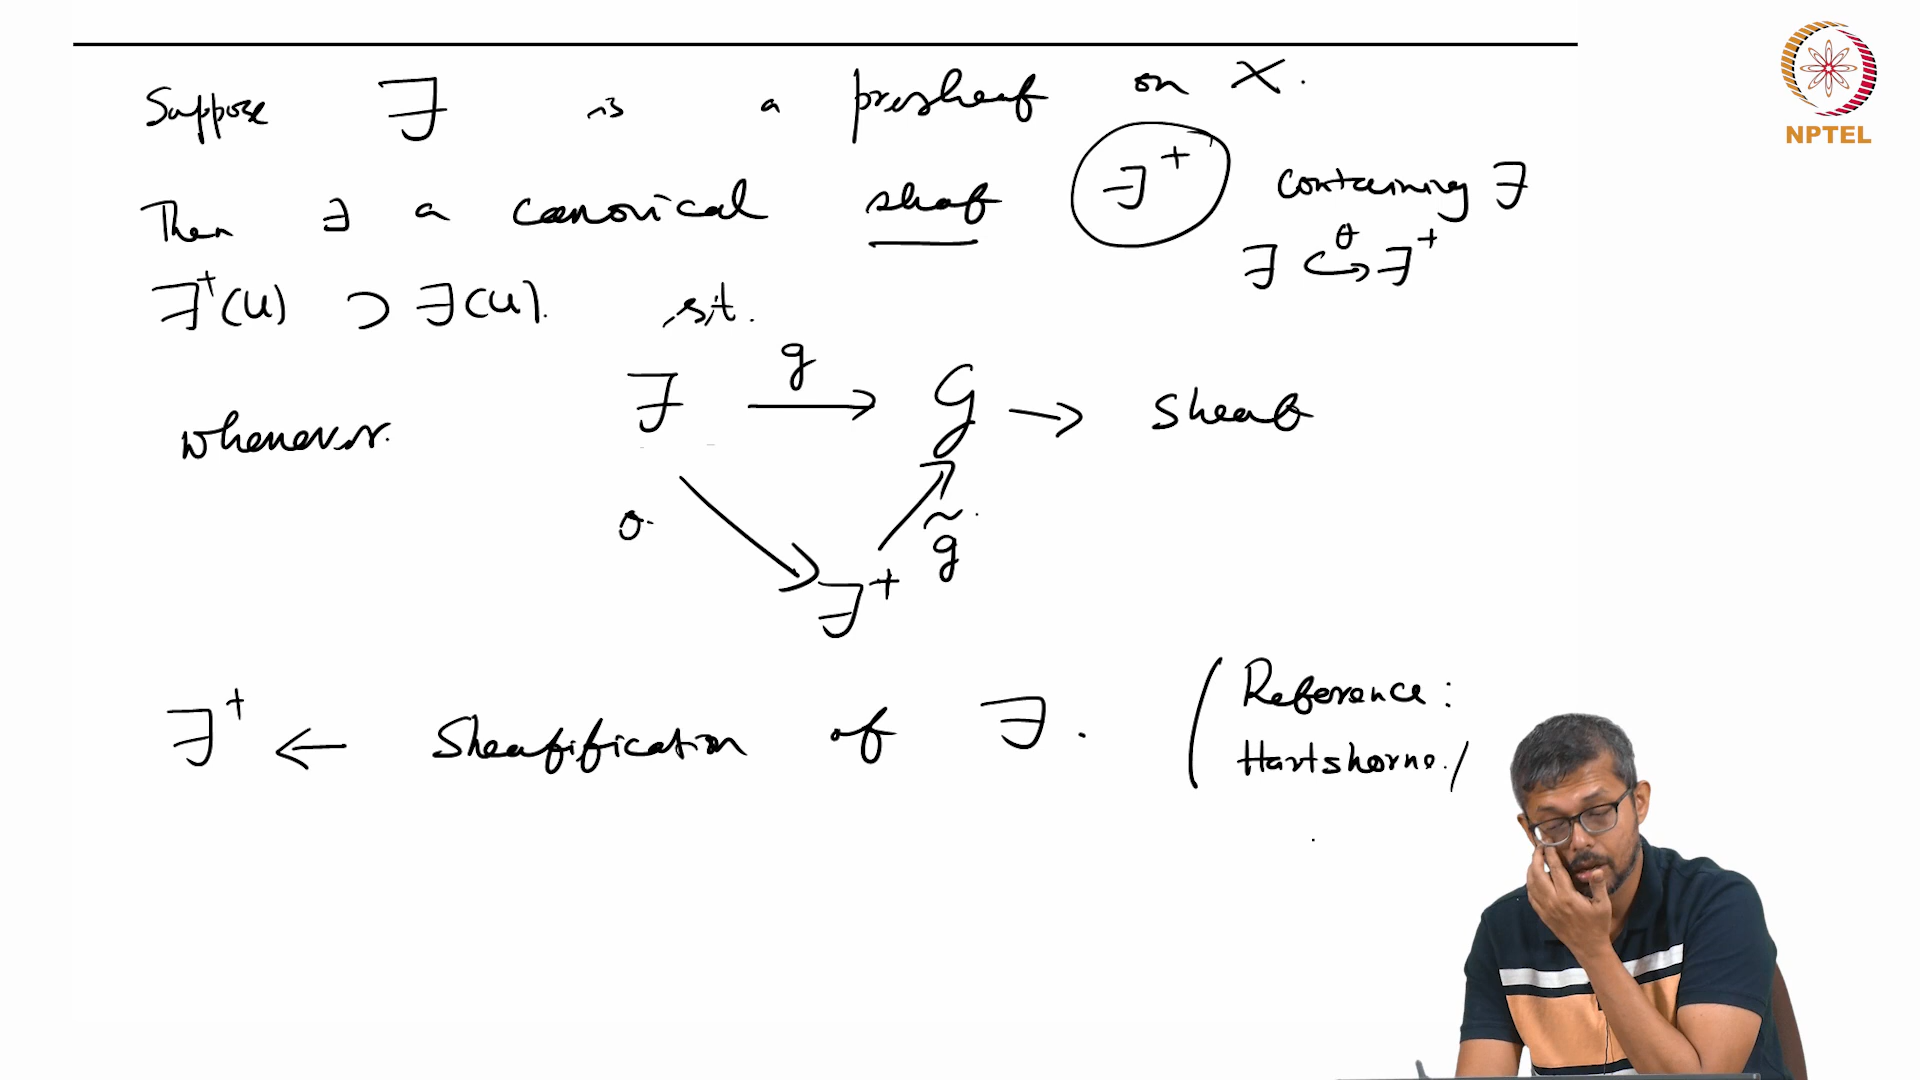 Suppose ℱ is a presheaf on X.
Then ∃ a canonical sheaf ℱ⁺ containing ℱ
ℱ θ↪ ℱ⁺
ℱ⁺(U) ⊃ ℱ(U). s.t.
whenever. ℱ g→ G → Sheaf
θ. g̃
ℱ⁺
ℱ⁺ ← Sheafification of ℱ.
(Reference:
Hartshorne.)
NPTEL